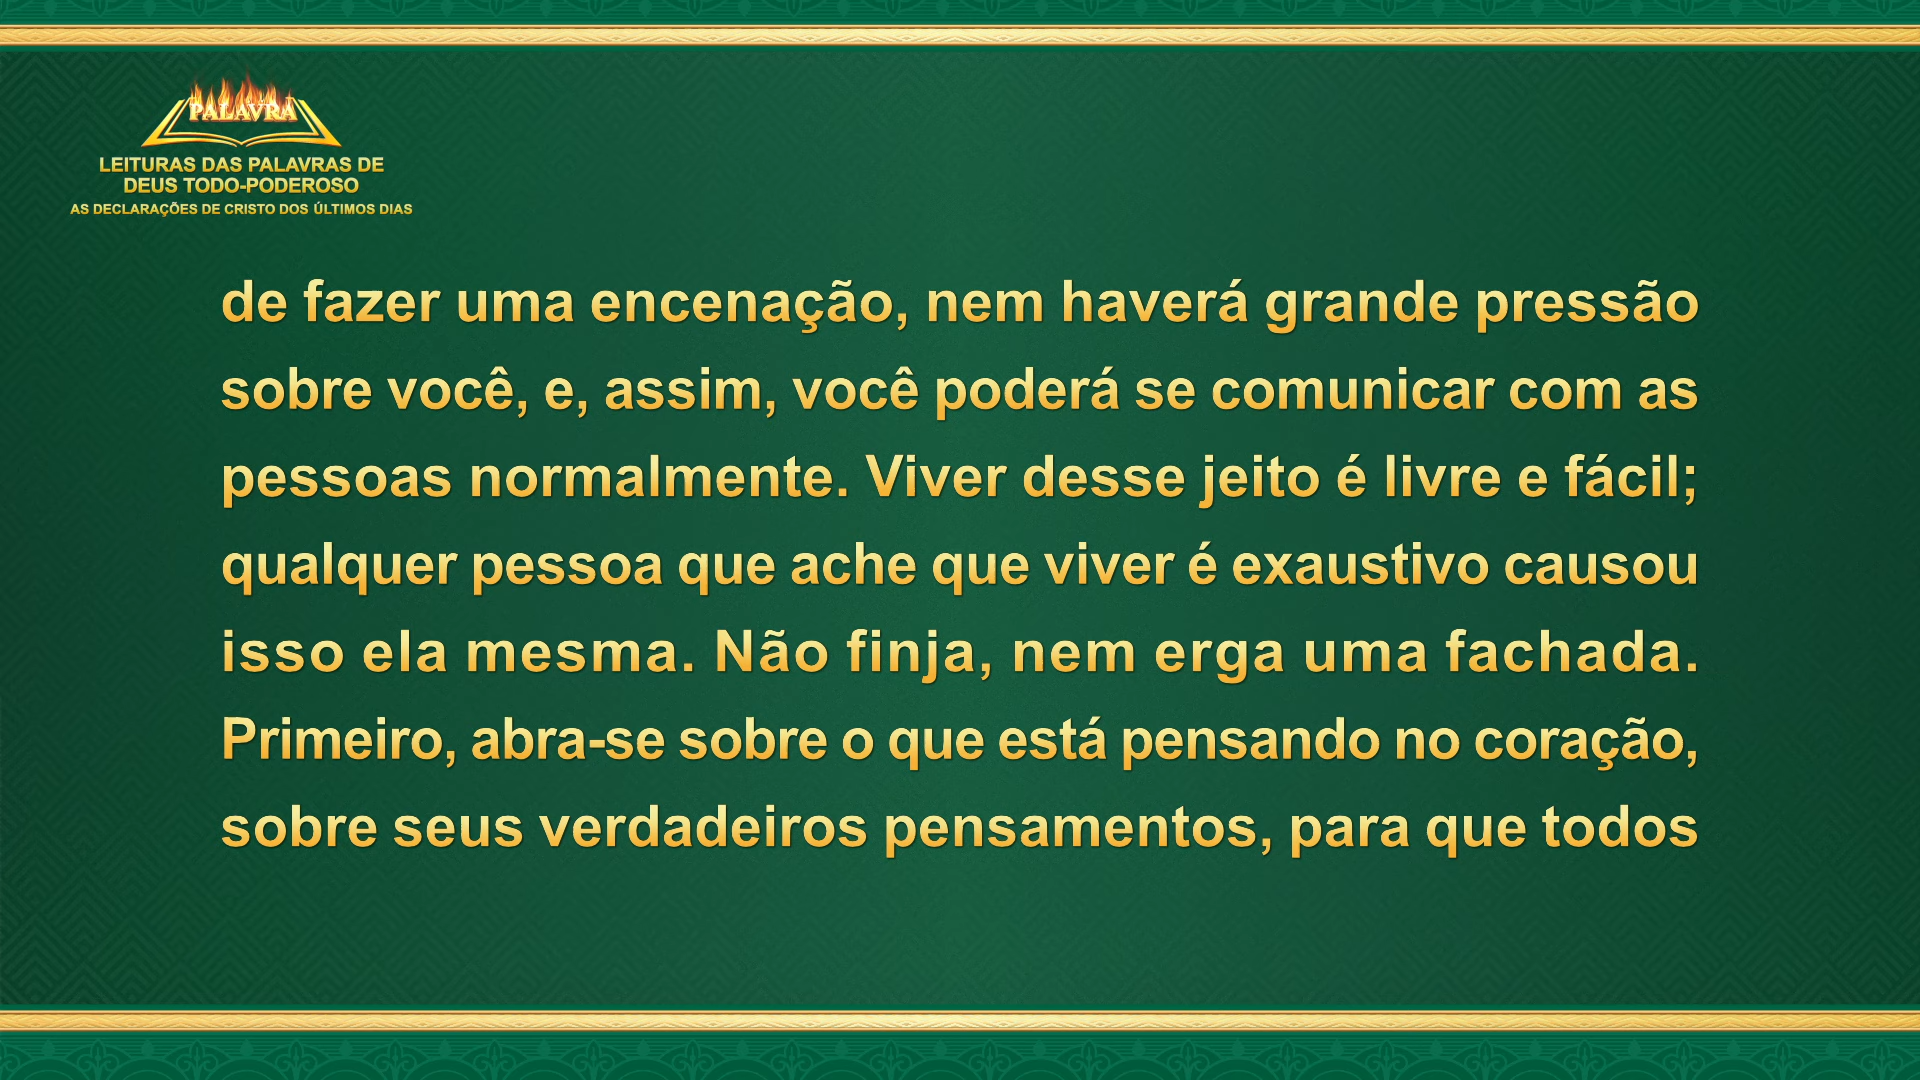 PALAVRA
LEITURAS DAS PALAVRAS DE
DEUS TODO-PODEROSO
AS DECLARAÇÕES DE CRISTO DOS ÚLTIMOS DIAS
de fazer uma encenação, nem haverá grande pressão
sobre você, e, assim, você poderá se comunicar com as
pessoas normalmente. Viver desse jeito é livre e fácil;
qualquer pessoa que ache que viver é exaustivo causou
isso ela mesma. Não finja, nem erga uma fachada.
Primeiro, abra-se sobre o que está pensando no coração,
sobre seus verdadeiros pensamentos, para que todos